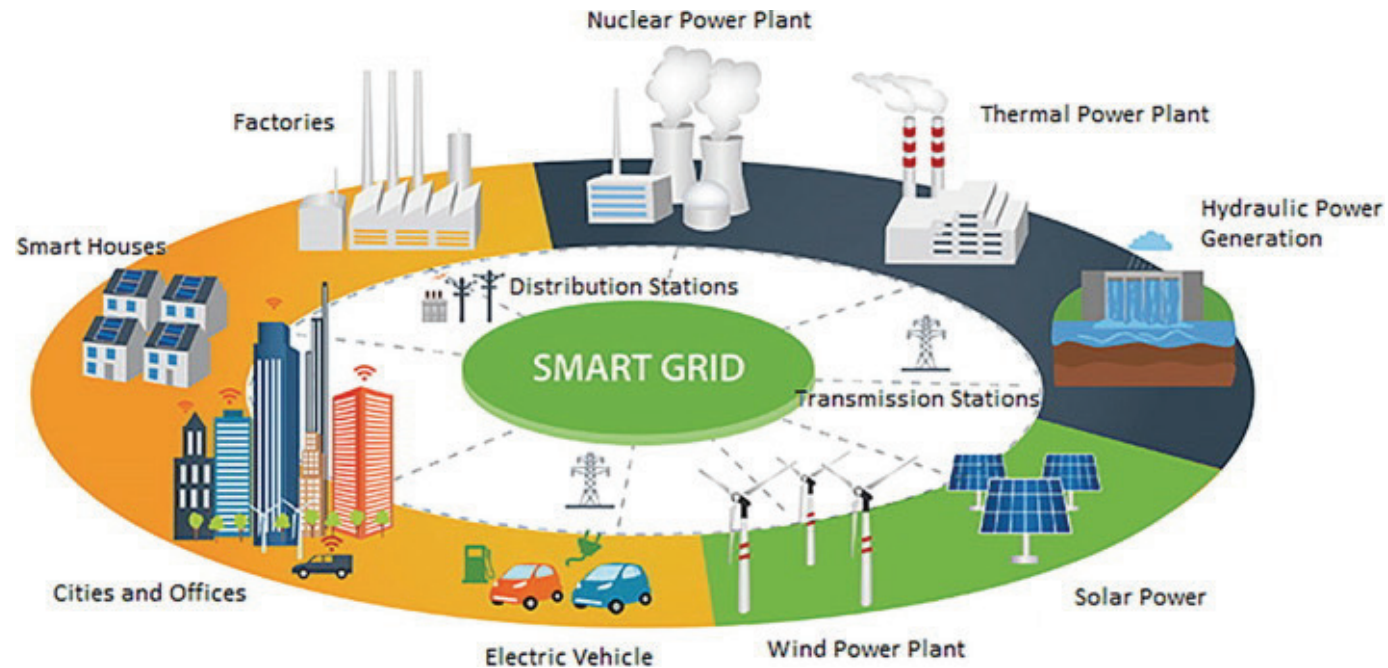 Nuclear Power Plant
Factories
Thermal Power Plant
Hydraulic Power
Generation
Smart Houses
Distribution Stations
SMART GRID
Transmission Stations
Cities and Offices
Solar Power
Wind Power Plant
Electric Vehicle